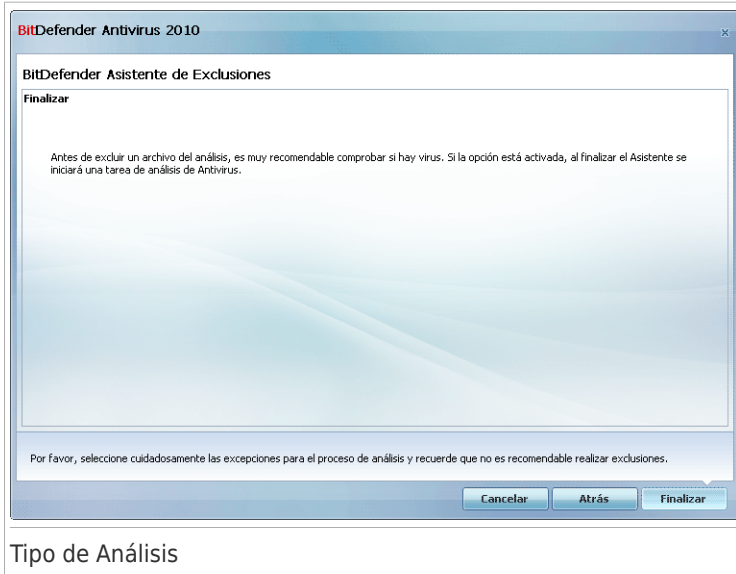 BitDefender Antivirus 2010
BitDefender Asistente de Exclusiones
Finalizar
Antes de excluir un archivo del análisis, es muy recomendable comprobar si hay virus. Si la opción está activada, al finalizar el Asistente se
iniciará una tarea de análisis de Antivirus.
Por favor, seleccione cuidadosamente las excepciones para el proceso de análisis y recuerde que no es recomendable realizar exclusiones.
Cancelar
Atrás
Finalizar
Tipo de Análisis